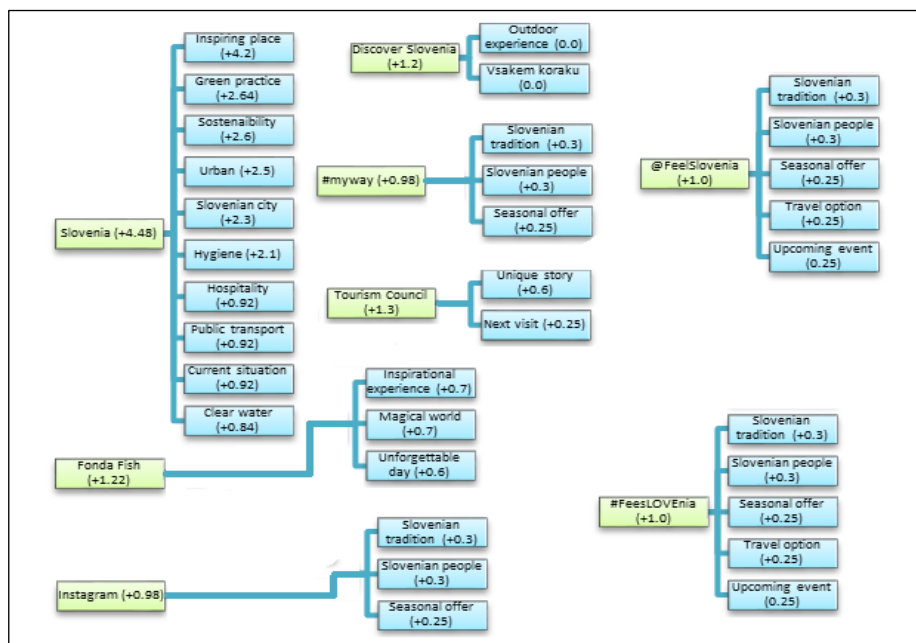 Slovenia (+4.48)
Inspiring place
(+4.2)
Green practice
(+2.64)
Sostenaibility
(+2.6)
Urban (+2.5)
Slovenian city
(+2.3)
Hygiene (+2.1)
Hospitality
(+0.92)
Public transport
(+0.92)
Current situation
(+0.92)
Clear water
(+0.84)
Discover Slovenia
(+1.2)
Outdoor
experience (0.0)
Vsakem koraku
(0.0)
#myway (+0.98)
Slovenian
tradition (+0.3)
Slovenian people
(+0.3)
Seasonal offer
(+0.25)
Tourism Council
(+1.3)
Unique story
(+0.6)
Next visit (+0.25)
@FeelSlovenia
(+1.0)
Slovenian
tradition (+0.3)
Slovenian people
(+0.3)
Seasonal offer
(+0.25)
Travel option
(+0.25)
Upcoming event
(0.25)
Fonda Fish
(+1.22)
Inspirational
experience (+0.7)
Magical world
(+0.7)
Unforgettable
day (+0.6)
Instagram (+0.98)
Slovenian
tradition (+0.3)
Slovenian people
(+0.3)
Seasonal offer
(+0.25)
#FeesLOVEnia
(+1.0)
Slovenian
tradition (+0.3)
Slovenian people
(+0.3)
Seasonal offer
(+0.25)
Travel option
(+0.25)
Upcoming event
(0.25)